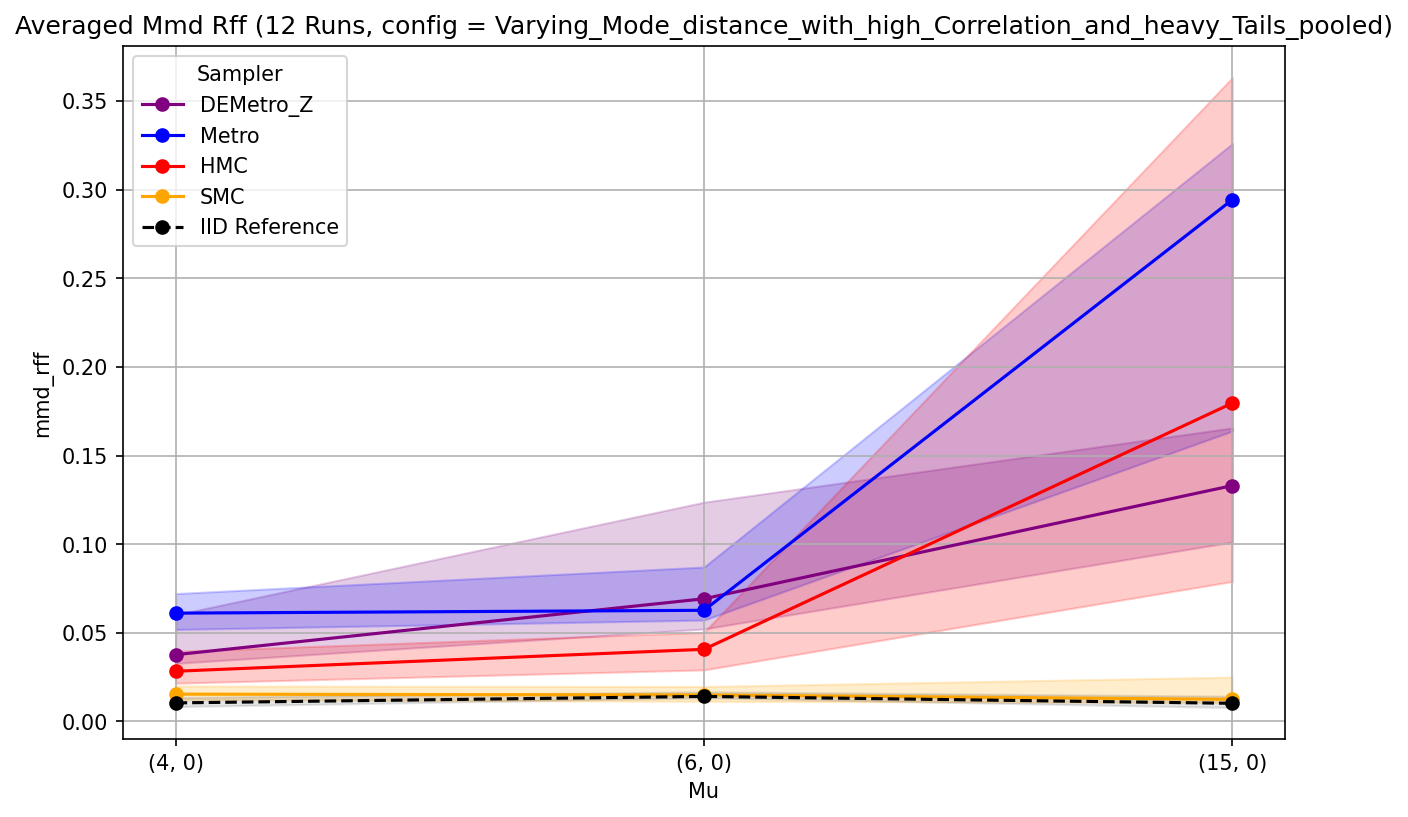 Averaged Mmd Rff (12 Runs, config = Varying_Mode_distance_with_high_Correlation_and_heavy_Tails_pooled)
Sampler
DEMetro_Z
Metro
HMC
SMC
IID Reference
mmd_rff
0.35
0.30
0.25
0.20
0.15
0.10
0.05
0.00
(4, 0)
(6, 0)
(15, 0)
Mu